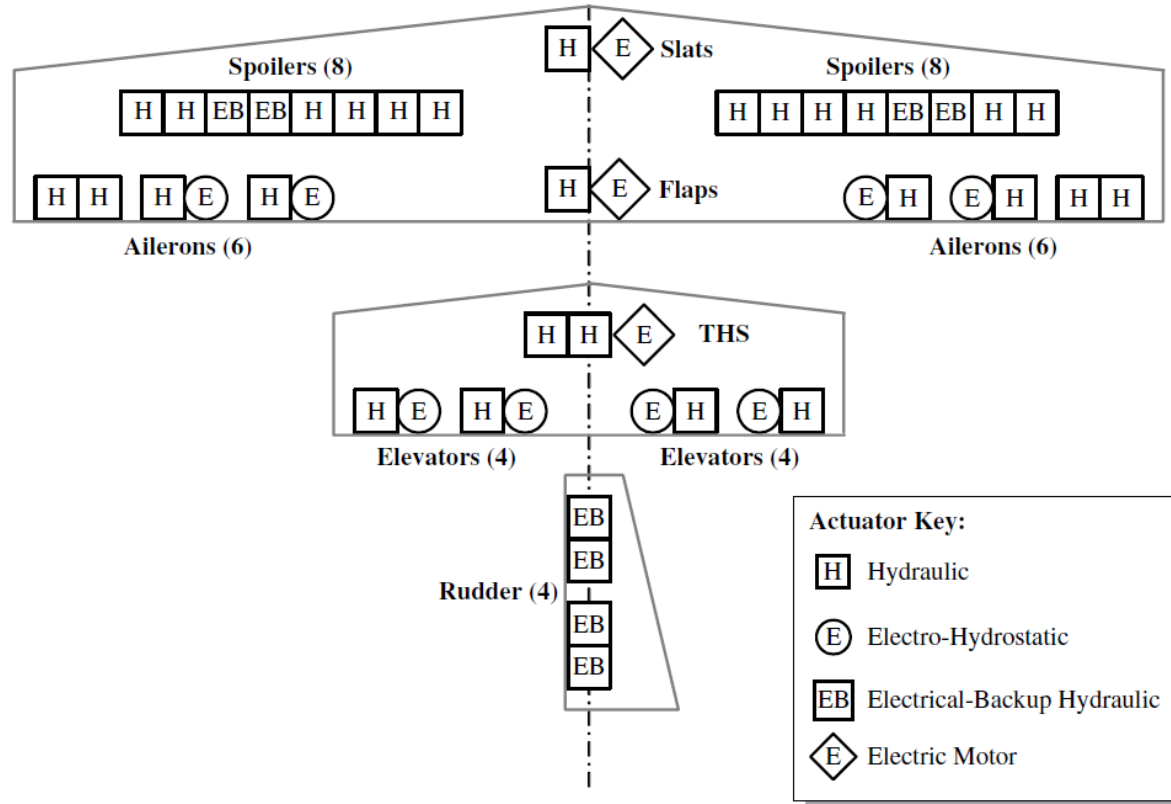 H E Slats
Spoilers (8) Spoilers (8)
H H EB EB H H H H H H H H EB EB H H
H E Flaps
H H H E H E E H E H H H
Ailerons (6) Ailerons (6)
H H E THS
H E H E E H E H
Elevators (4) Elevators (4)
EB
EB
Rudder (4)
EB
EB
Actuator Key:
H Hydraulic
E Electro-Hydrostatic
EB Electrical-Backup Hydraulic
E Electric Motor